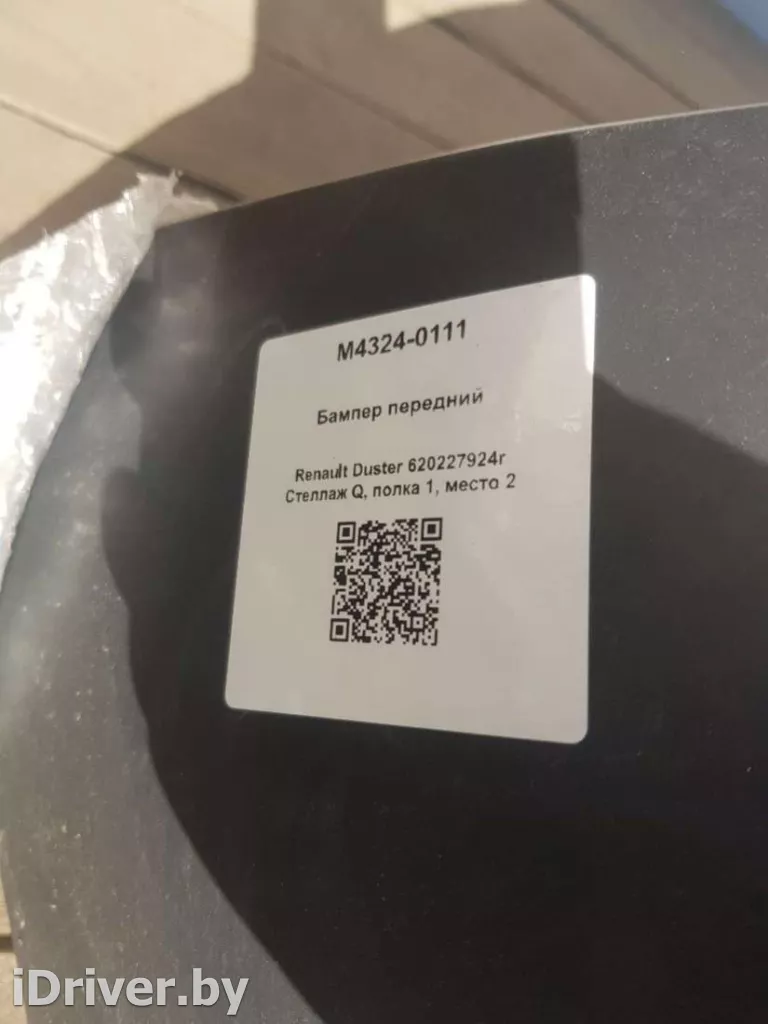 M4324-0111
Бампер передний
Renault Duster 620227924r
Стеллаж Q, полка 1, место 2
iDriver.by